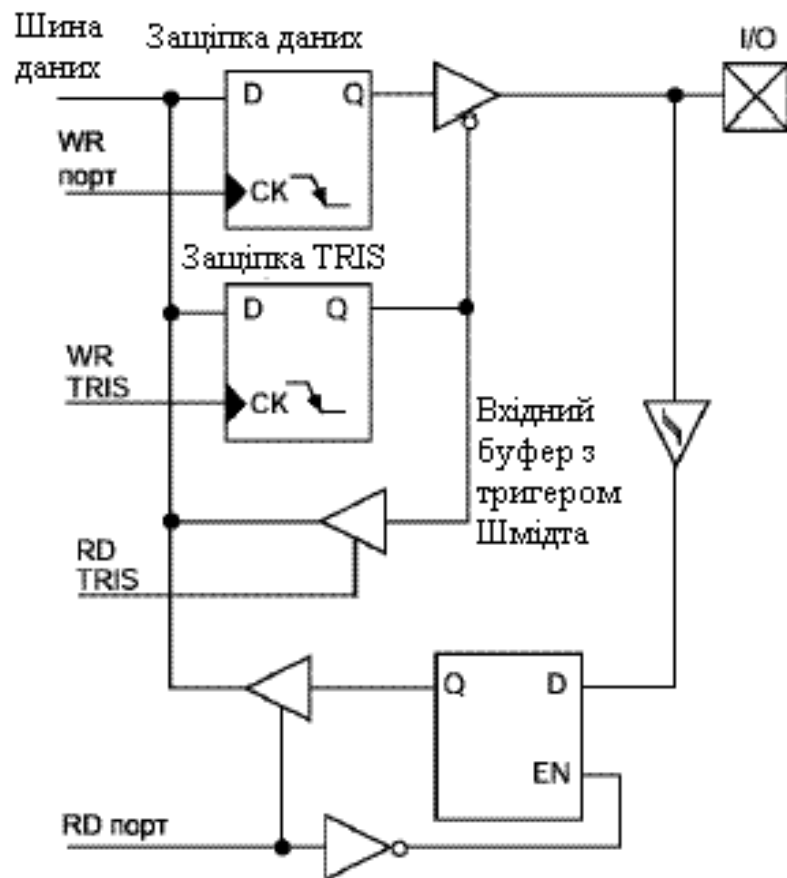 Шина
даних
Защіпка даних
I/O
D
Q
WR
порт
CK
Защіпка TRIS
D
Q
WR
TRIS
CK
Вхідний
буфер з
тригером
Шмідта
RD
TRIS
Q
D
EN
RD порт